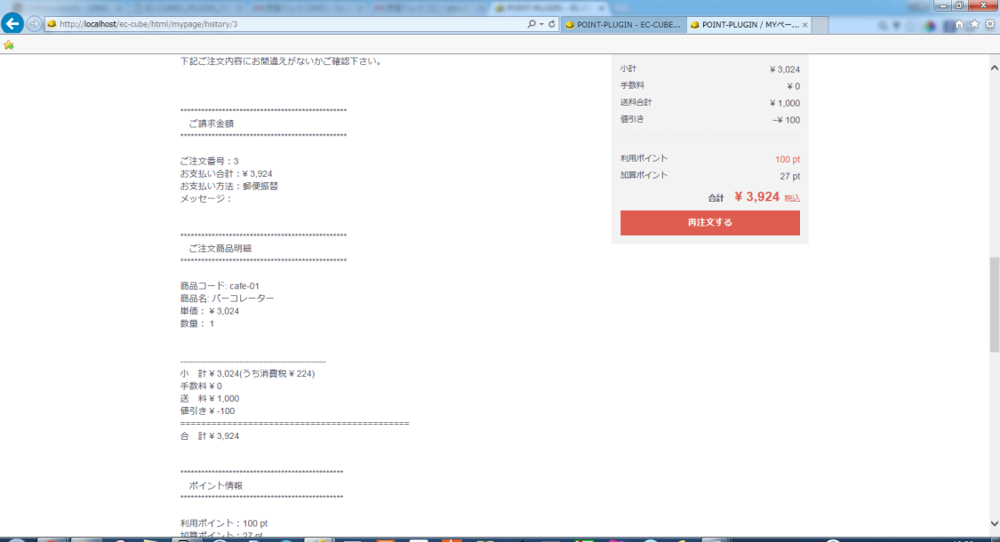 http://localhost/ec-cube/html/mypage/history/3
POINT-PLUGIN - EC-CUBE...
POINT-PLUGIN / MYペー...
下記ご注文内容にお間違えがないかご確認下さい。
************************************************
ご請求金額
************************************************
ご注文番号：3
お支払い合計：¥ 3,924
お支払い方法：郵便振替
メッセージ：
************************************************
ご注文商品明細
************************************************
商品コード: cafe-01
商品名: パーコレーター
単価： ¥ 3,024
数量： 1
-------------------------------------------------
小　計 ¥ 3,024(うち消費税 ¥ 224)
手数料 ¥ 0
送　料 ¥ 1,000
値引き ¥ -100
============================================
合　計 ¥ 3,924
***********************************************
ポイント情報
***********************************************
利用ポイント：100 pt
加算ポイント：27 pt
小計 ¥ 3,024
手数料 ¥ 0
送料合計 ¥ 1,000
値引き −¥ 100
利用ポイント 100 pt
加算ポイント 27 pt
合計 ¥ 3,924 税込
再注文する